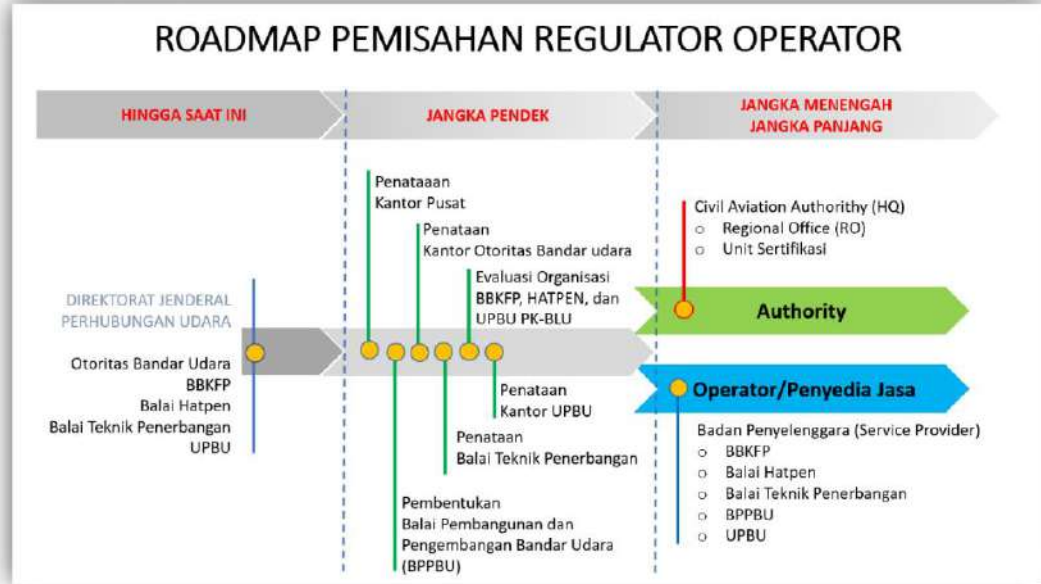 ROADMAP PEMISAHAN REGULATOR OPERATOR
HINGGA SAAT INI
JANGKA PENDEK
JANGKA MENENGAH
JANGKA PANJANG
DIREKTORAT JENDERAL
PERHUBUNGAN UDARA
Otoritas Bandar Udara
BBKFP
Balai Hatpen
Balai Teknik Penerbangan
UPBU
Penataaan
Kantor Pusat
Penataan
Kantor Otoritas Bandar udara
Evaluasi Organisasi
BBKFP, HATPEN, dan
UPBU PK-BLU
Penataan
Kantor UPBU
Penataan
Balai Teknik Penerbangan
Pembentukan
Balai Pembangunan dan
Pengembangan Bandar Udara
(BPPBU)
Civil Aviation Authorithy (HQ)
o Regional Office (RO)
o Unit Sertifikasi
Authority
Operator/Penyedia Jasa
Badan Penyelenggara (Service Provider)
o BBKFP
o Balai Hatpen
o Balai Teknik Penerbangan
o BPPBU
o UPBU